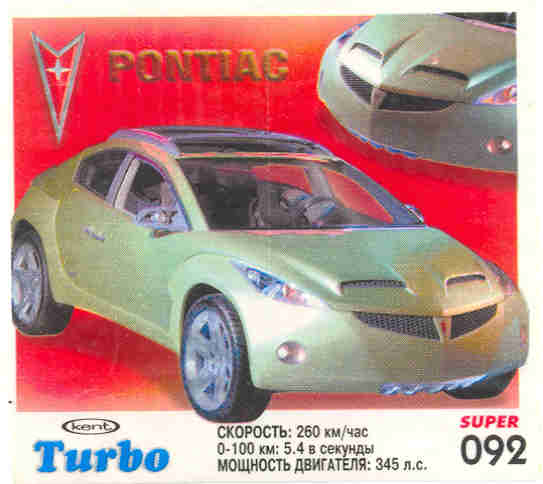 PONTIAC
kent
Turbo
СКОРОСТЬ: 260 км/час
0-100 км: 5.4 в секунды
МОЩНОСТЬ ДВИГАТЕЛЯ: 345 л.с.
SUPER
092